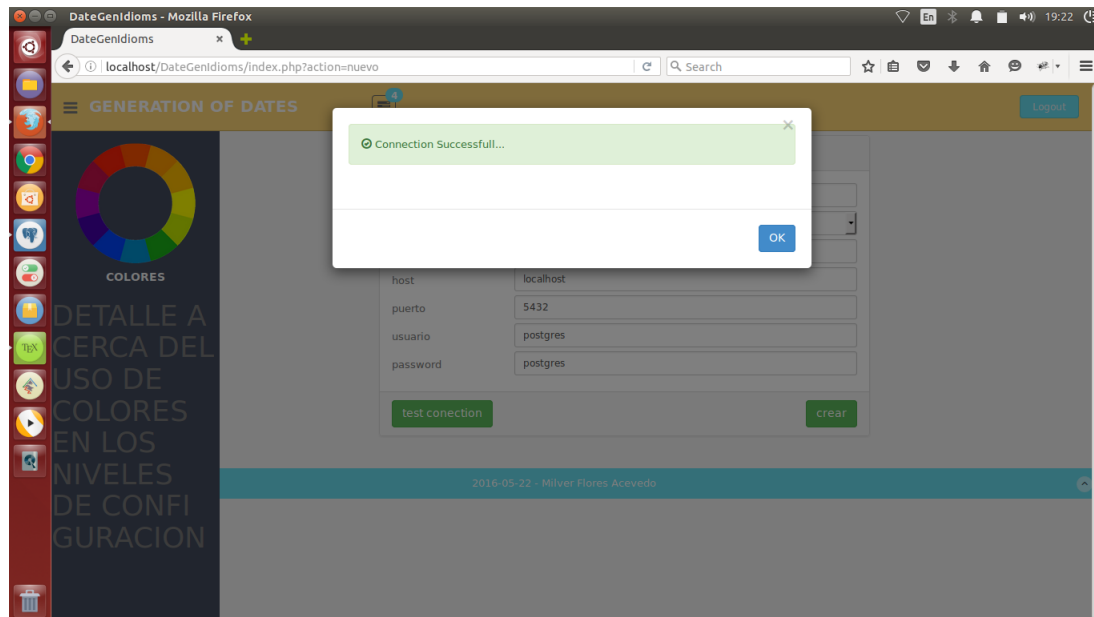 DateGenIdioms - Mozilla Firefox
En
19:22
DateGenIdioms
localhost/DateGenIdioms/index.php?action=nuevo
Search
GENERATION OF DATES
4
Logout
Connection Successfull...
OK
COLORES
DETALLE A
CERCA DEL
USO DE
COLORES
EN LOS
NIVELES
DE CONFI
GURACION
host
localhost
puerto
5432
usuario
postgres
password
postgres
test conection
crear
2016-05-22 - Milver Flores Acevedo
TEX